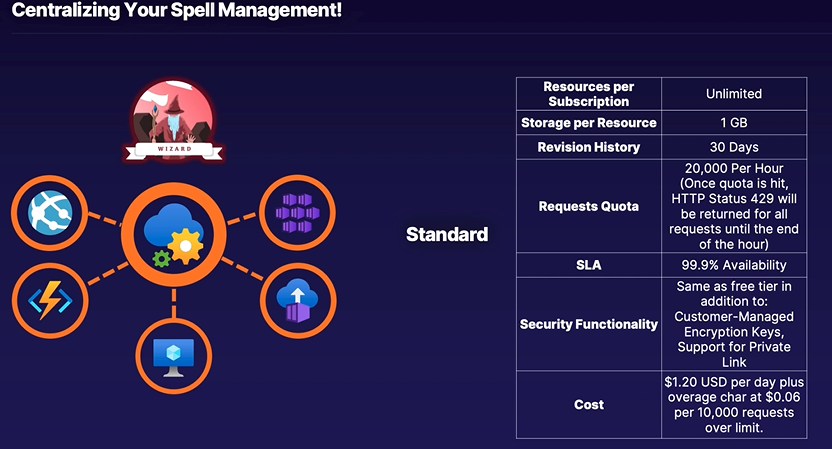 Centralizing Your Spell Management!
WIZARD
Standard
Resources per
Subscription
Unlimited
Storage per Resource
1 GB
Revision History
30 Days
Requests Quota
20,000 Per Hour
(Once quota is hit,
HTTP Status 429 will
be returned for all
requests until the end
of the hour)
SLA
99.9% Availability
Security Functionality
Same as free tier in
addition to:
Customer-Managed
Encryption Keys,
Support for Private
Link
Cost
$1.20 USD per day plus
overage char at $0.06
per 10,000 requests
over limit.